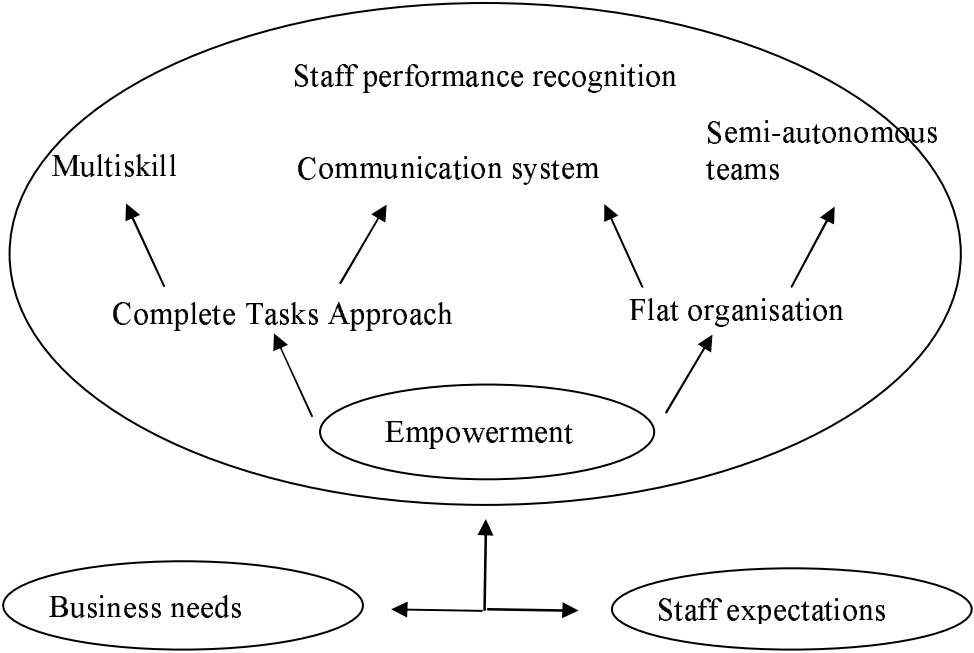 Staff performance recognition
Semi-autonomous
teams
Multiskill
Communication system
Complete Tasks Approach
Flat organisation
Empowerment
Business needs
Staff expectations